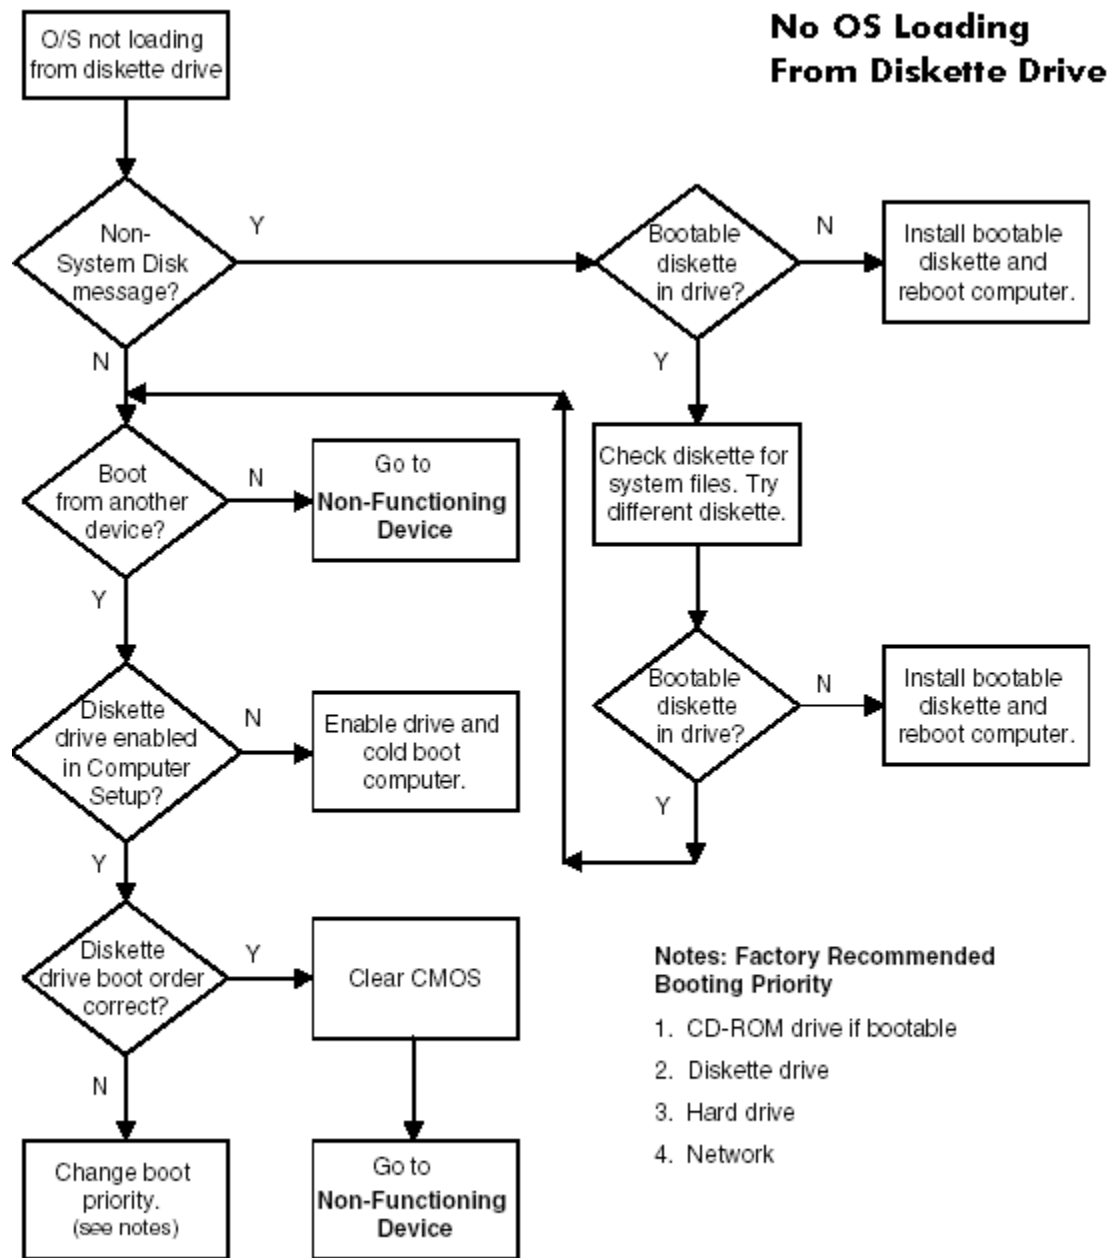 No OS Loading
From Diskette Drive
O/S not loading
from diskette drive
Non-
System Disk
message?
Y
N
Bootable
diskette
in drive?
N
Y
Install bootable
diskette and
reboot computer.
Check diskette for
system files. Try
different diskette.
Bootable
diskette
in drive?
N
Y
Install bootable
diskette and
reboot computer.
Boot
from another
device?
N
Y
Go to
Non-Functioning
Device
Diskette
drive enabled
in Computer
Setup?
N
Y
Enable drive and
cold boot
computer.
Diskette
drive boot order
correct?
Y
N
Clear CMOS
Change boot
priority.
(see notes)
Go to
Non-Functioning
Device
Notes: Factory Recommended
Booting Priority
1. CD-ROM drive if bootable
2. Diskette drive
3. Hard drive
4. Network